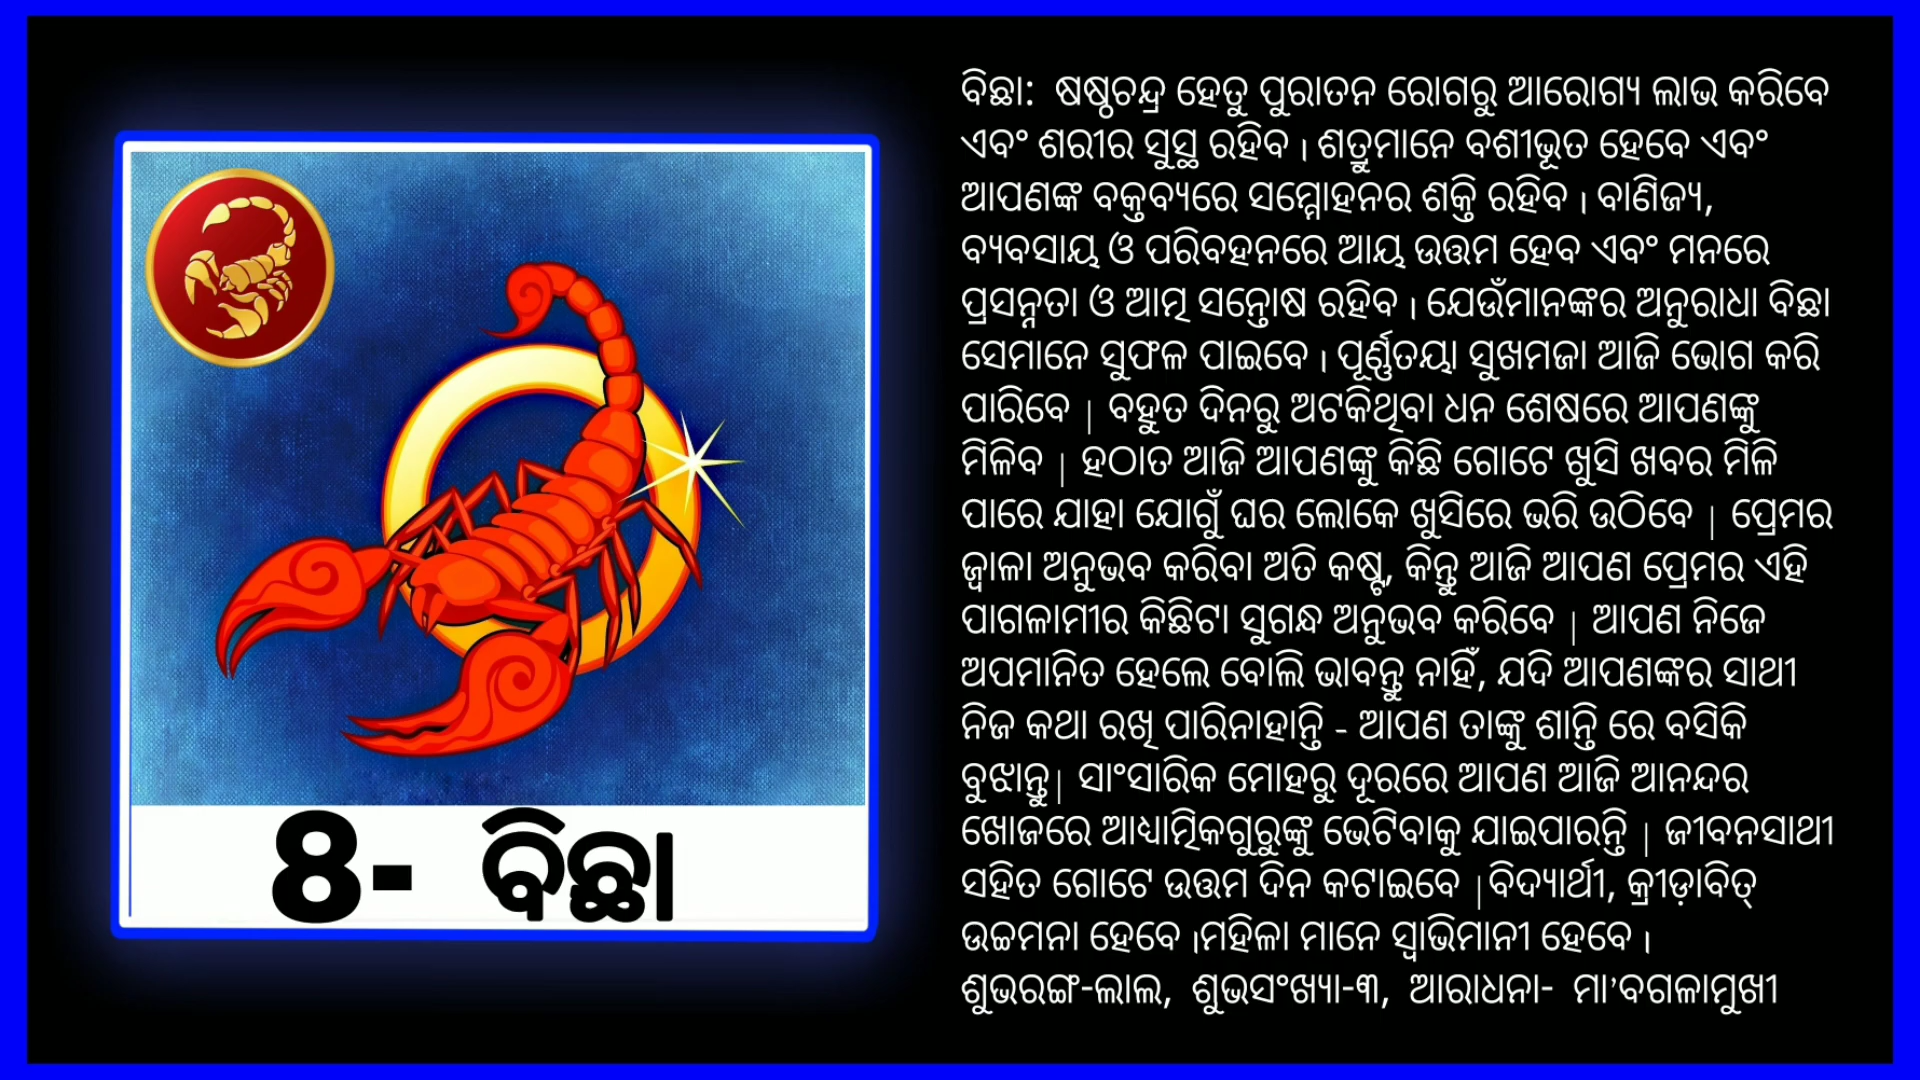 8- ବିଛା
ବିଛା: ଷଷ୍ଠଚନ୍ଦ୍ର ହେତୁ ପୁରାତନ ରୋଗରୁ ଆରୋଗ୍ୟ ଲାଭ କରିବେ
ଏବଂ ଶରୀର ସୁସ୍ଥ ରହିବ । ଶତ୍ରୁମାନେ ବଶୀଭୂତ ହେବେ ଏବଂ
ଆପଣଙ୍କ ବକ୍ତବ୍ୟରେ ସମ୍ମୋହନର ଶକ୍ତି ରହିବ । ବାଣିଜ୍ୟ,
ବ୍ୟବସାୟ ଓ ପରିବହନରେ ଆୟ ଉତ୍ତମ ହେବ ଏବଂ ମନରେ
ପ୍ରସନ୍ନତା ଓ ଆତ୍ମ ସନ୍ତୋଷ ରହିବ । ଯେଉଁମାନଙ୍କର ଅନୁରାଧା ବିଛା
ସେମାନେ ସୁଫଳ ପାଇବେ । ପୂର୍ଣ୍ଣତୟା ସୁଖମଜା ଆଜି ଭୋଗ କରି
ପାରିବେ | ବହୁତ ଦିନରୁ ଅଟକିଥିବା ଧନ ଶେଷରେ ଆପଣଙ୍କୁ
ମିଳିବ | ହଠାତ ଆଜି ଆପଣଙ୍କୁ କିଛି ଗୋଟେ ଖୁସି ଖବର ମିଳି
ପାରେ ଯାହା ଯୋଗୁଁ ଘର ଲୋକେ ଖୁସିରେ ଭରି ଉଠିବେ | ପ୍ରେମର
ଜ୍ୱାଳା ଅନୁଭବ କରିବା ଅତି କଷ୍ଟ, କିନ୍ତୁ ଆଜି ଆପଣ ପ୍ରେମର ଏହି
ପାଗଳାମୀର କିଛିଟା ସୁଗନ୍ଧ ଅନୁଭବ କରିବେ | ଆପଣ ନିଜେ
ଅପମାନିତ ହେଲେ ବୋଲି ଭାବନ୍ତୁ ନାହିଁ, ଯଦି ଆପଣଙ୍କର ସାଥୀ
ନିଜ କଥା ରଖି ପାରିନାହାନ୍ତି - ଆପଣ ତାଙ୍କୁ ଶାନ୍ତି ରେ ବସିକି
ବୁଝାନ୍ତୁ| ସାଂସାରିକ ମୋହରୁ ଦୂରରେ ଆପଣ ଆଜି ଆନନ୍ଦର
ଖୋଜରେ ଆଧ୍ୟାତ୍ମିକଗୁରୁଙ୍କୁ ଭେଟିବାକୁ ଯାଇପାରନ୍ତି | ଜୀବନସାଥୀ
ସହିତ ଗୋଟେ ଉତ୍ତମ ଦିନ କଟାଇବେ |ବିଦ୍ୟାର୍ଥୀ, କ୍ରୀଡ଼ାବିତ୍
ଉଚ୍ଚମନା ହେବେ ।ମହିଳା ମାନେ ସ୍ୱାଭିମାନୀ ହେବେ ।
ଶୁଭରଙ୍ଗ-ଲାଲ, ଶୁଭସଂଖ୍ୟା-୩, ଆରାଧନା- ମା'ବଗଳାମୁଖୀ